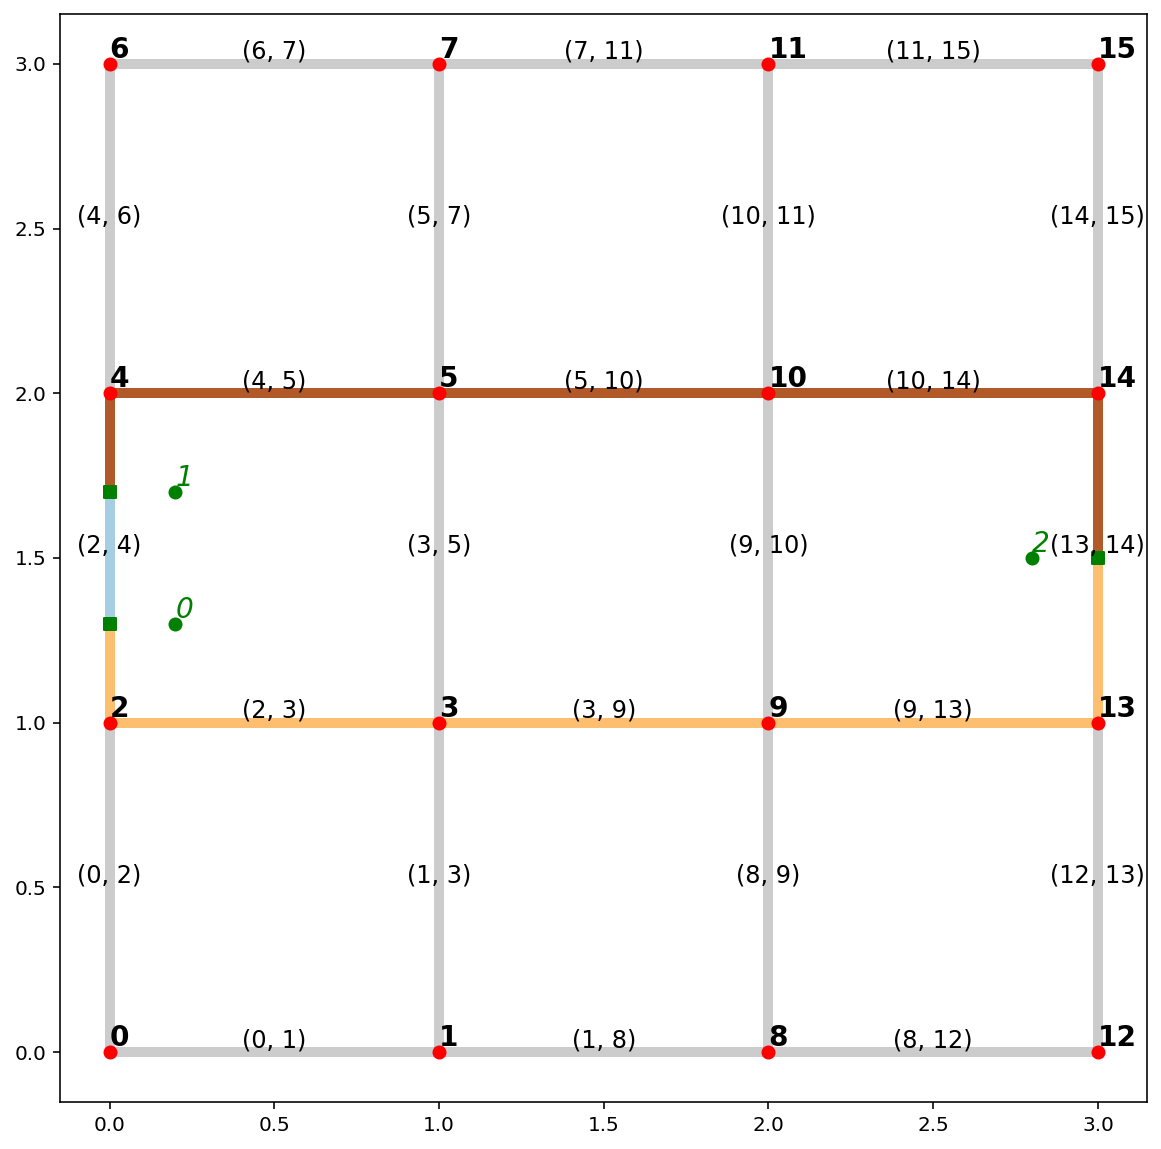 6 (6, 7) 7 (7, 11) 11 (11, 15) 15
3.0
(4, 6) (5, 7) (10, 11) (14, 15)
2.5
4 (4, 5) 5 (5, 10) 10 (10, 14) 14
2.0
1
(2, 4) (3, 5) (9, 10) 2 (13, 14)
1.5
0
2 (2, 3) 3 (3, 9) 9 (9, 13) 13
1.0
(0, 2) (1, 3) (8, 9) (12, 13)
0.5
0 (0, 1) 1 (1, 8) 8 (8, 12) 12
0.0
0.0 0.5 1.0 1.5 2.0 2.5 3.0